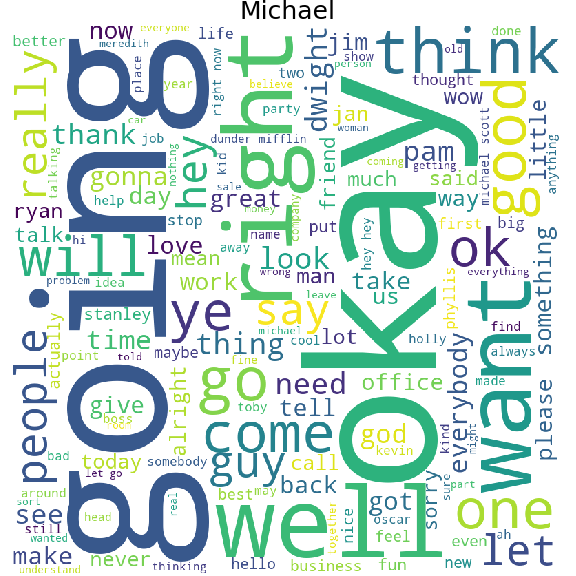 Michael
better
now
everyone
meredith
life
right now
jim
show
person
old
done
think
place
year
two
dwight
thought
wow
believe
really
talking
thank
car
job
nothing
hey
kid
party
jan
woman
pam
coming
getting
michael scott
good
little
anything
dunder mifflin
gonna
day
help
sale
great
money
company
friend
much
said
way
ryan
talk
hi
stop
name
put
first
big
will
love
away
look
hey hey
ok
problem
idea
mean
work
wrong
man
take
us
everything
leave
people
going
right
okay
want
something
stanley
ye
say
michael
cool
holly
phyllis
find
always
actually
point
told
time
maybe
thing
fine
lot
made
give
boss
alright
go
need
office
everybody
please
toby
tell
bad
let go
today
somebody
come
guy
god
kevin
kind
might
around
sort
call
back
sorry
sure
part
see
still
wanted
head
real
best
may
well
together
nice
got
oscar
feel
one
even
ah
make
understand
never
thinking
hello
business
fun
new
let